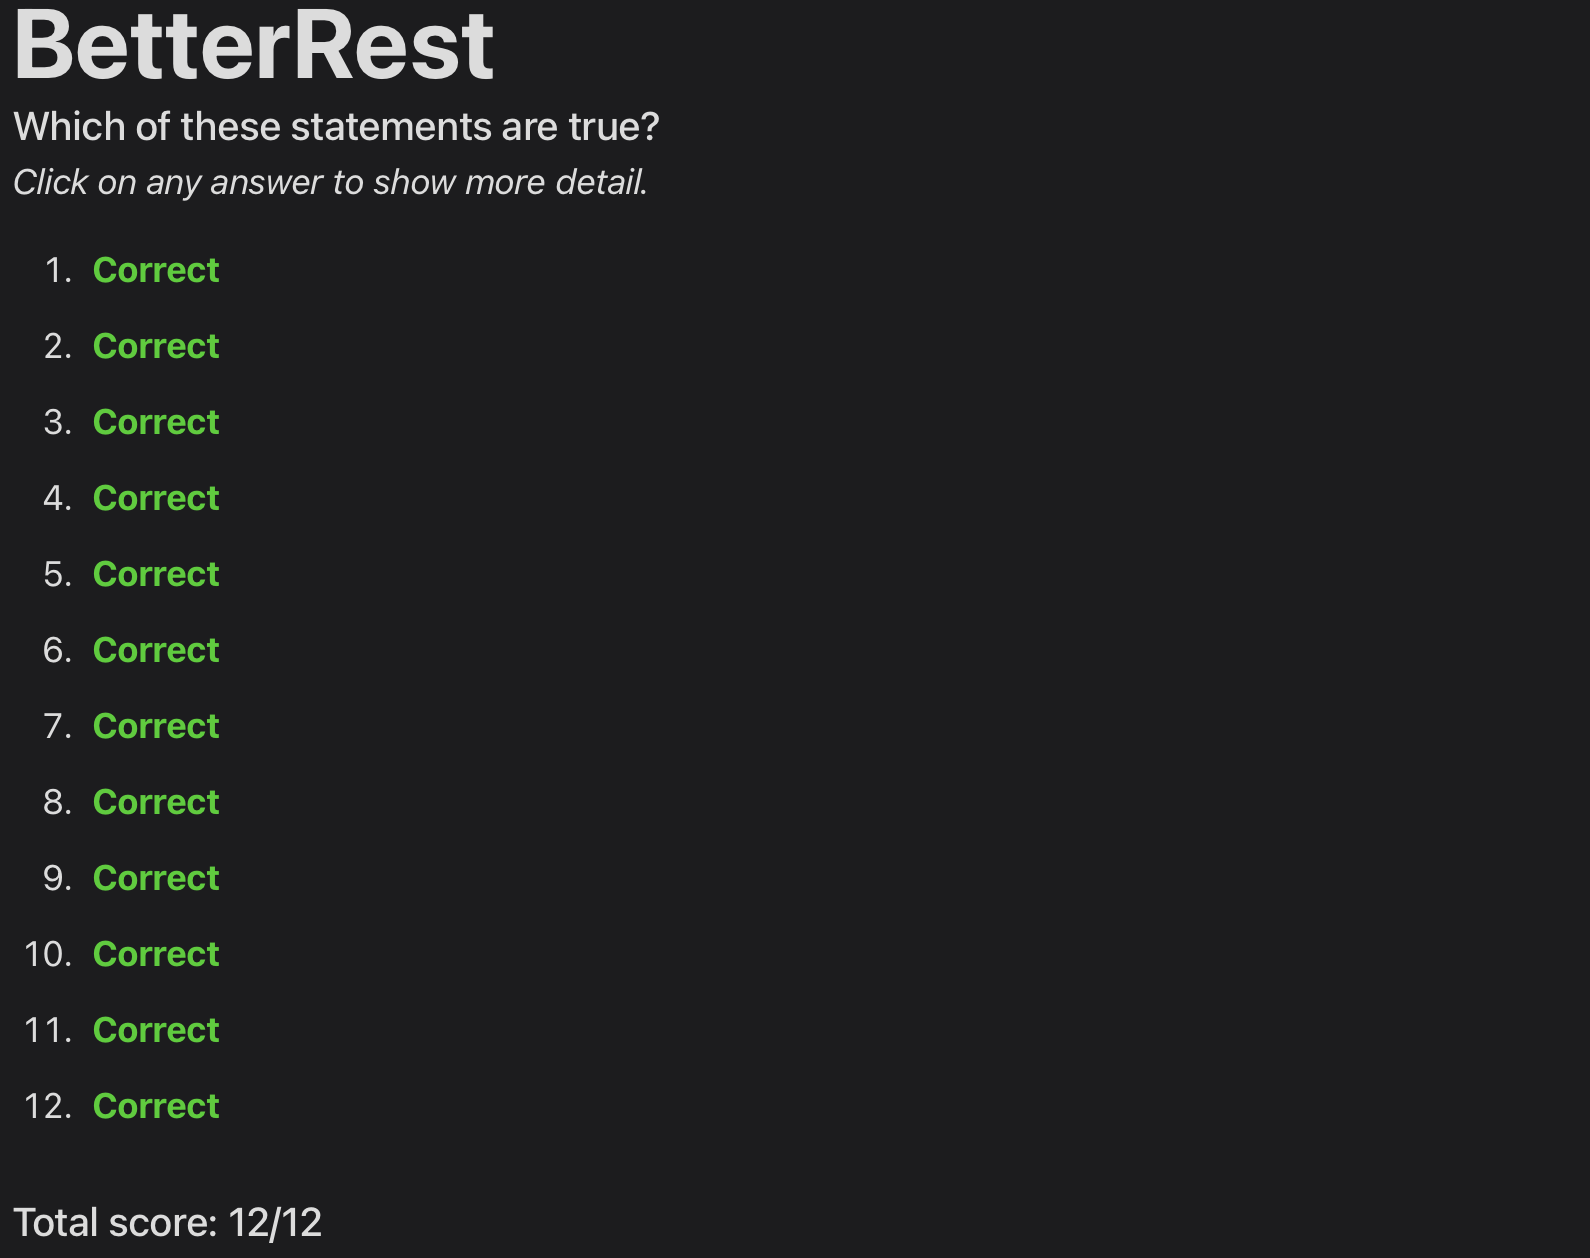 BetterRest
Which of these statements are true?
Click on any answer to show more detail.
1. Correct
2. Correct
3. Correct
4. Correct
5. Correct
6. Correct
7. Correct
8. Correct
9. Correct
10. Correct
11. Correct
12. Correct
Total score: 12/12